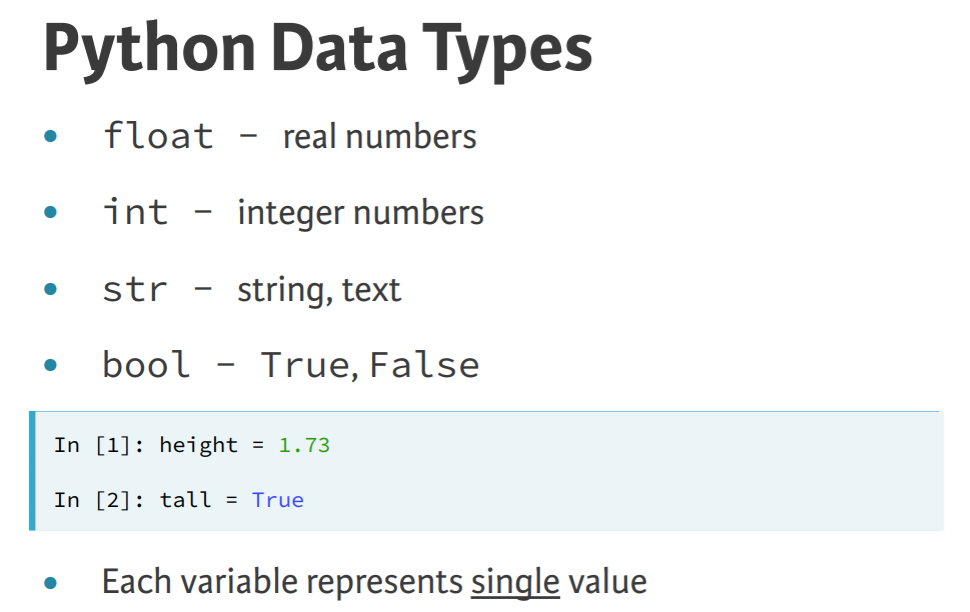 Python Data Types
• float - real numbers
• int - integer numbers
• str - string, text
• bool - True, False
In [1]: height = 1.73
In [2]: tall = True
• Each variable represents single value